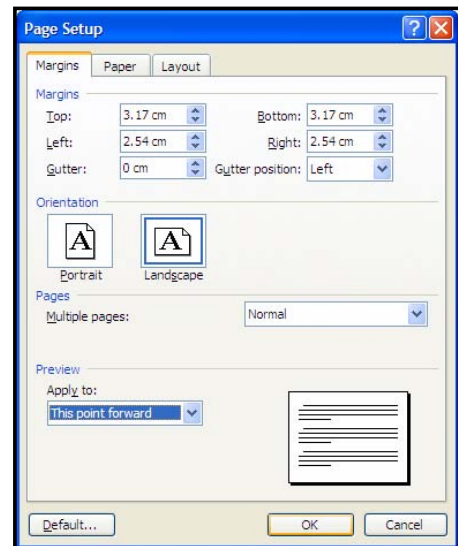 Page Setup
Margins Paper Layout
Margins
Top: 3.17 cm Bottom: 3.17 cm
Left: 2.54 cm Right: 2.54 cm
Gutter: 0 cm Gutter position: Left
Orientation
A A
Portrait Landscape
Pages
Multiple pages: Normal
Preview
Apply to:
This point forward
Default... OK Cancel